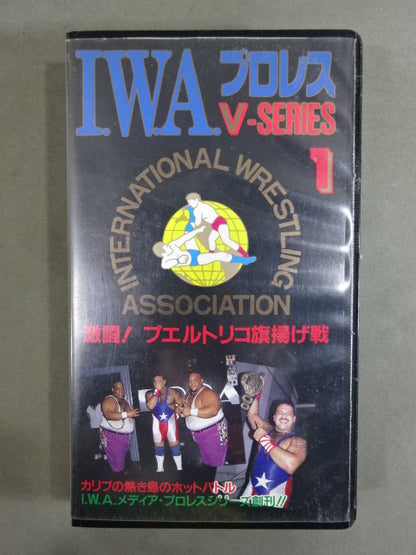 I.W.A.プロレス
V-SERIES
1
INTERNATIONAL WRESTLING
ASSOCIATION
激闘！プエルトリコ旗揚げ戦
カリブの熱き島のホットバトル
I.W.A.メディア・プロレスシリーズ創刊!!